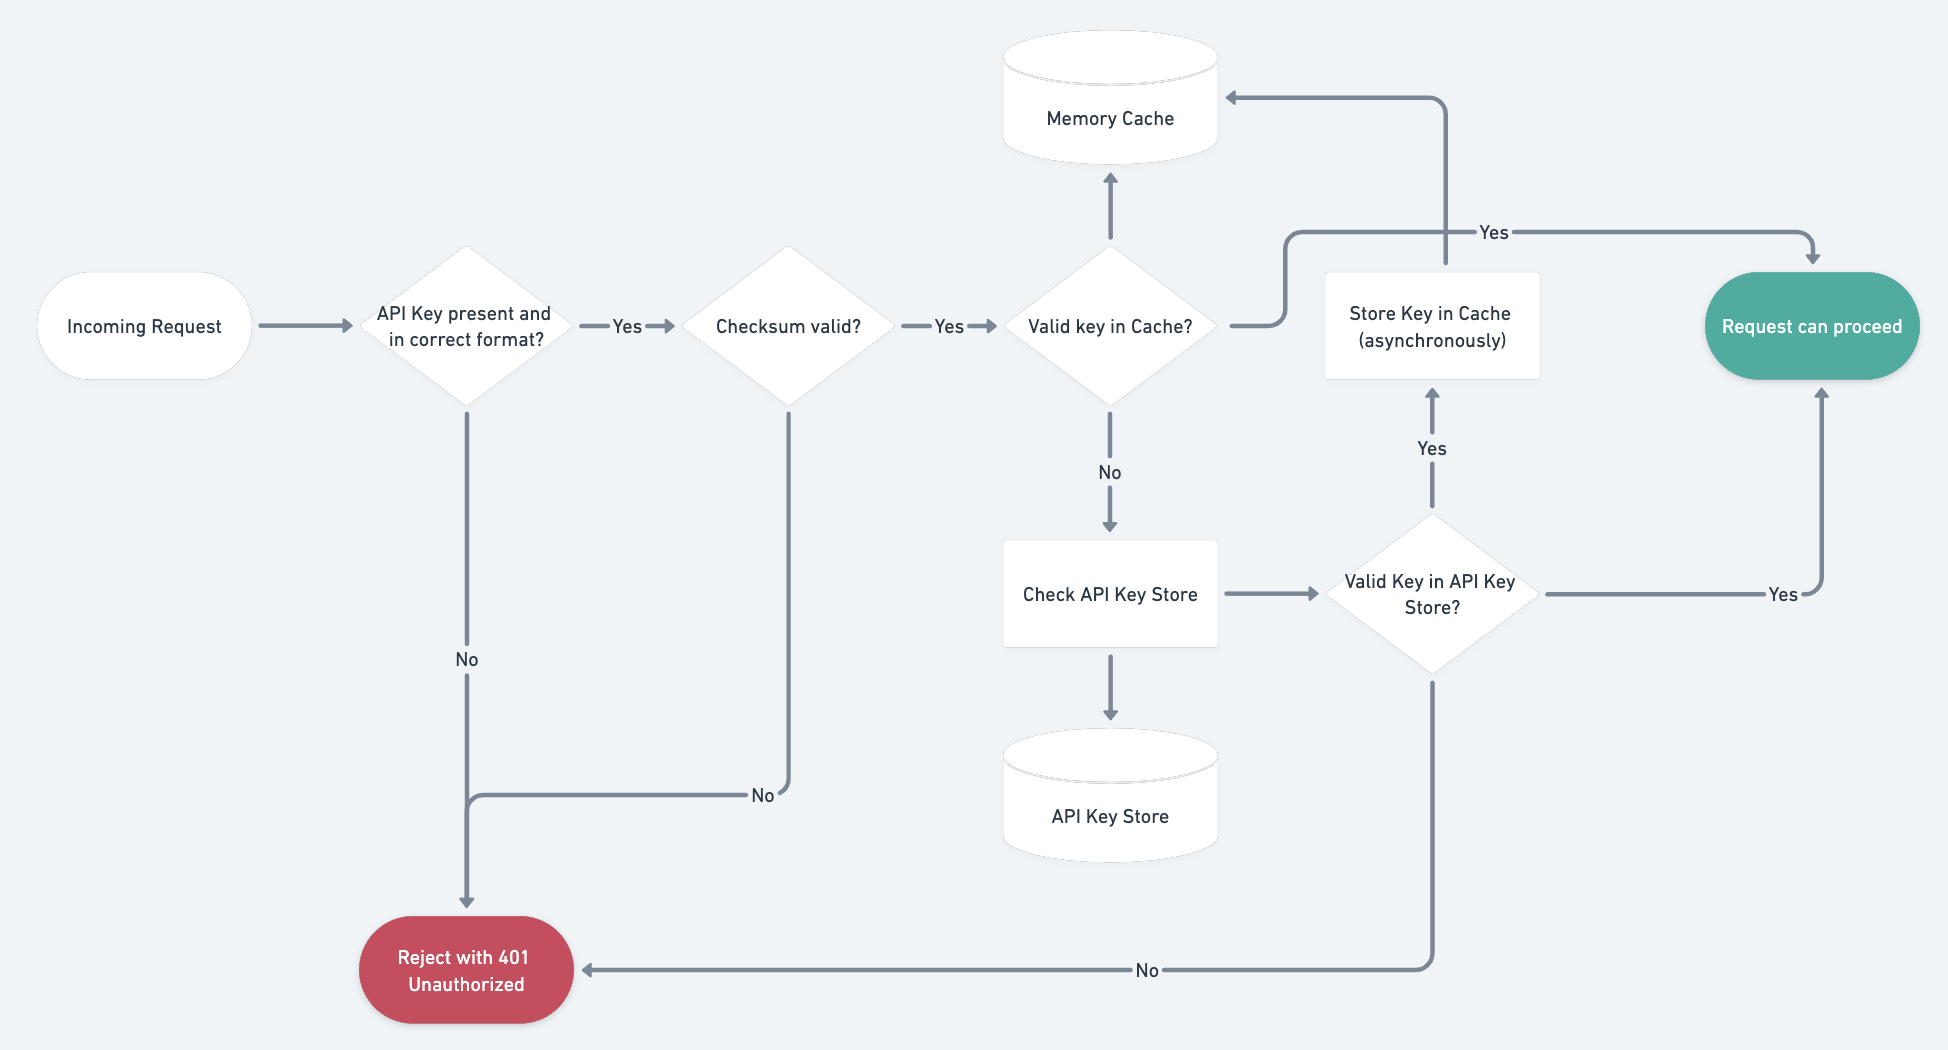 Memory Cache
Yes
Incoming Request
API Key present and
in correct format?
Yes
Checksum valid?
Yes
Valid key in Cache?
Store Key in Cache
(asynchronously)
Request can proceed
Yes
No
Check API Key Store
Valid Key in API Key
Store?
Yes
No
No
API Key Store
Reject with 401
Unauthorized
No